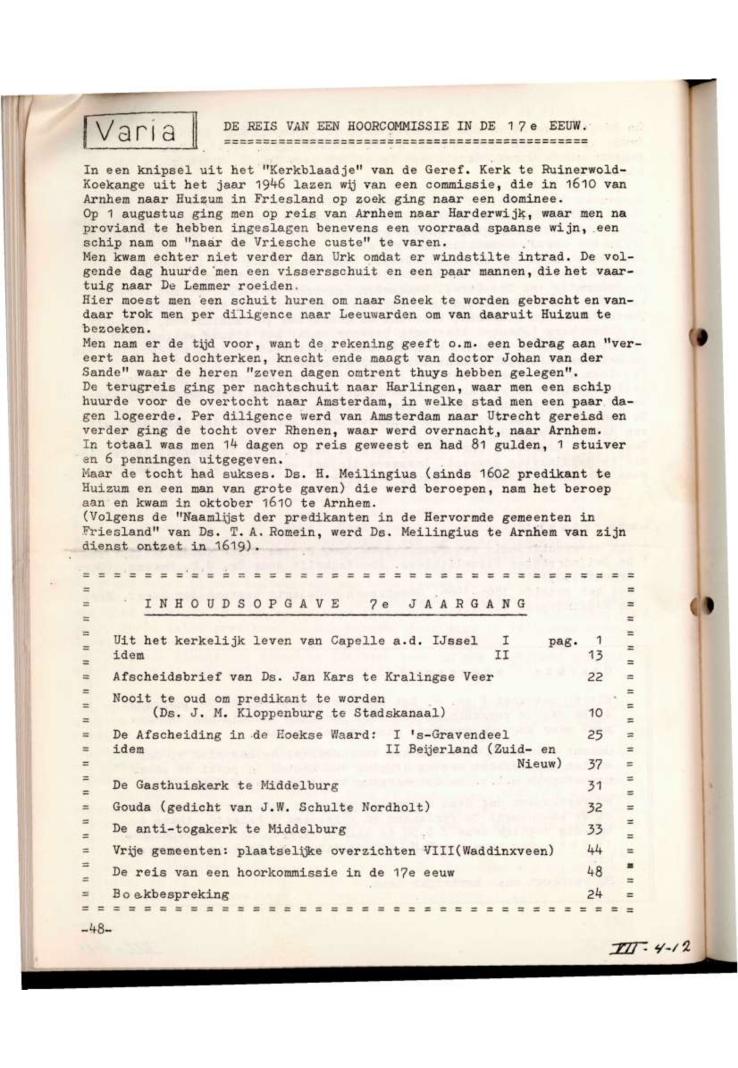 Varia
DE REIS VAN EEN HOORCOMMISSIE IN DE 17e EEUW.
===============================================
In een knipsel uit het "Kerkblaadje" van de Geref. Kerk te Ruinerwold-
Koekange uit het jaar 1946 lazen wij van een commissie, die in 1610 van
Arnhem naar Huizum in Friesland op zoek ging naar een dominee.
Op 1 augustus ging men op reis van Arnhem naar Harderwijk, waar men na
proviand te hebben ingeslagen benevens een voorraad spaanse wijn, een
schip nam om "naar de Vriesche custe" te varen.
Men kwam echter niet verder dan Urk omdat er windstilte intrad. De vol-
gende dag huurde men een vissersschuit en een paar mannen, die het vaar-
tuig naar De Lemmer roeiden.
Hier moest men een schuit huren om naar Sneek te worden gebracht en van-
daar trok men per diligence naar Leeuwarden om van daaruit Huizum te
bezoeken.
Men nam er de tijd voor, want de rekening geeft o.m. een bedrag aan "ver-
eert aan het dochterken, knecht ende maagt van doctor Johan van der
Sande" waar de heren "zeven dagen omtrent thuys hebben gelegen".
De terugreis ging per nachtschuit naar Harlingen, waar men een schip
huurde voor de overtocht naar Amsterdam, in welke stad men een paar da-
gen logeerde. Per diligence werd van Amsterdam naar Utrecht gereisd en
verder ging de tocht over Rhenen, waar werd overnacht, naar Arnhem.
In totaal was men 14 dagen op reis geweest en had 81 gulden, 1 stuiver
en 6 penningen uitgegeven.
Maar de tocht had sukses. Ds. H. Meilingius (sinds 1602 predikant te
Huizum en een man van grote gaven) die werd beroepen, nam het beroep
aan en kwam in oktober 1610 te Arnhem.
(Volgens de "Naamlijst der predikanten in de Hervormde gemeenten in
Friesland" van Ds. T. A. Romein, werd Ds. Meilingius te Arnhem van zijn
dienst ontzet in 1619).
INHOUDSOPGAVE 7e JAARGANG
Uit het kerkelijk leven van Capelle a.d. IJssel I pag. 1
idem II 13
Afscheidsbrief van Ds. Jan Kars te Kralingse Veer 22
Nooit te oud om predikant te worden
(Ds. J. M. Kloppenburg te Stadskanaal) 10
De Afscheiding in de Hoekse Waard: I 's-Gravendeel 25
idem II Beijerland (Zuid- en
Nieuw) 37
De Gasthuiskerk te Middelburg 31
Gouda (gedicht van J.W. Schulte Nordholt) 32
De anti-togakerk te Middelburg 33
Vrije gemeenten: plaatselijke overzichten VIII(Waddinxveen) 44
De reis van een hoorkommissie in de 17e eeuw 48
Boekbespreking 24
-48-
VII-4-12